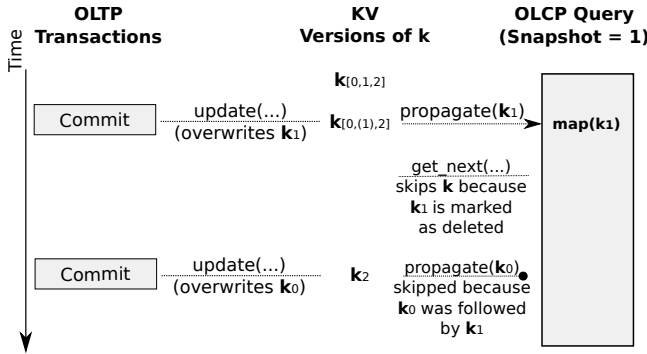 OLTP Transactions
KV Versions of k
OLCP Query (Snapshot = 1)
Time
k[0,1,2]
Commit
update(...)
(overwrites k1)
k[0,(1),2]
propagate(k1)
map(k1)
get_next(...)
skips k because
k1 is marked
as deleted
Commit
update(...)
(overwrites k0)
k2
propagate(k0)
skipped because
k0 was followed
by k1